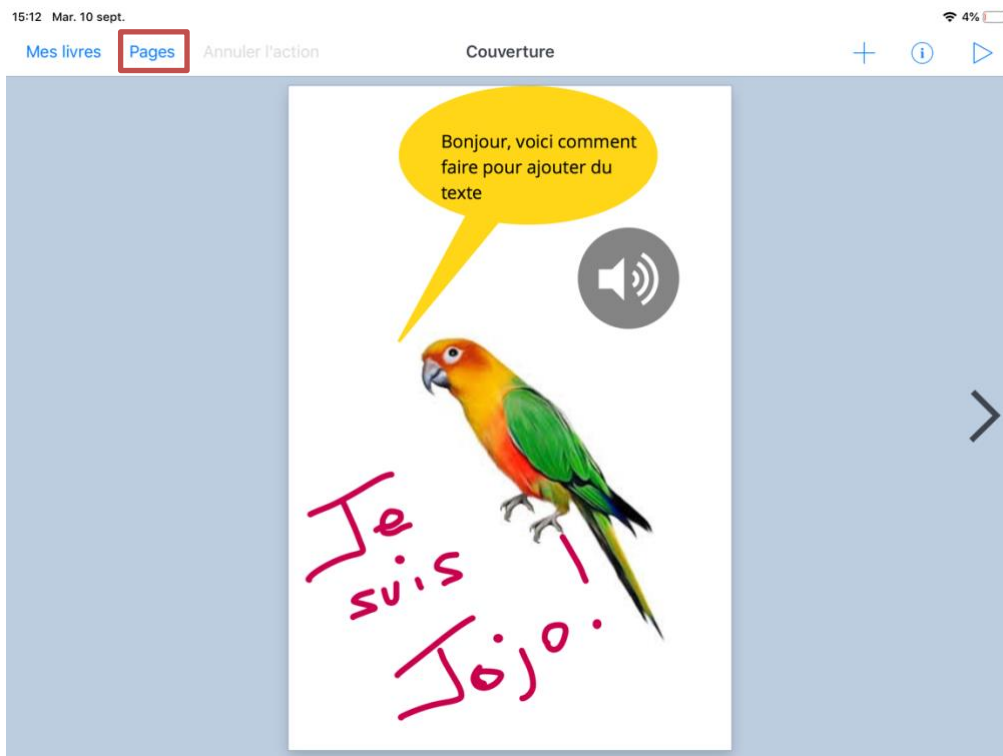 15:12 Mar. 10 sept. 4%
Mes livres Pages Annuler l'action Couverture
Bonjour, voici comment
faire pour ajouter du
texte
Je
suis
Jojo!